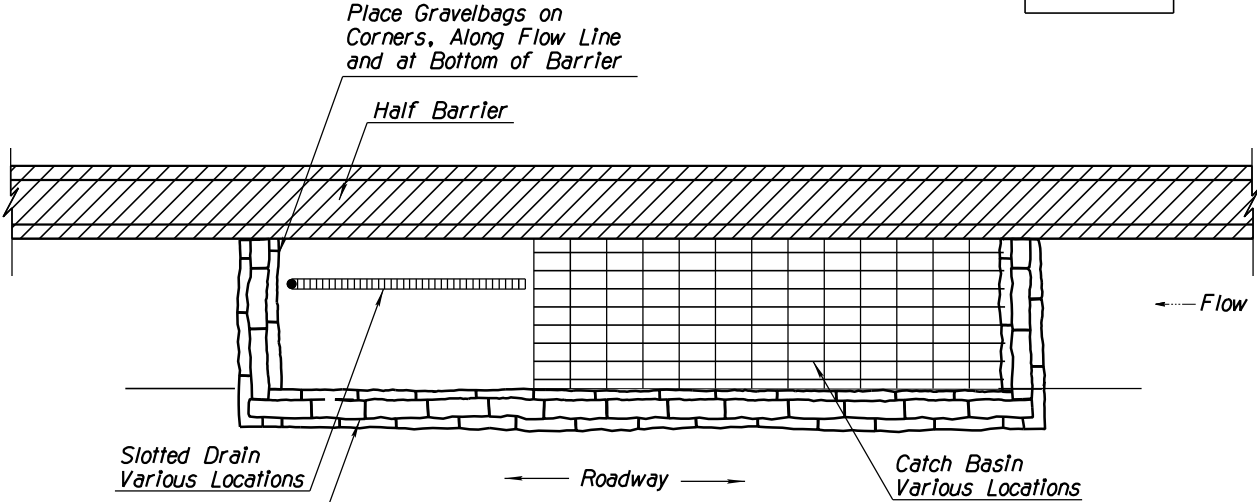 Place Gravelbags on
Corners, Along Flow Line
and at Bottom of Barrier
Half Barrier
Flow
Slotted Drain
Various Locations
Roadway
Catch Basin
Various Locations